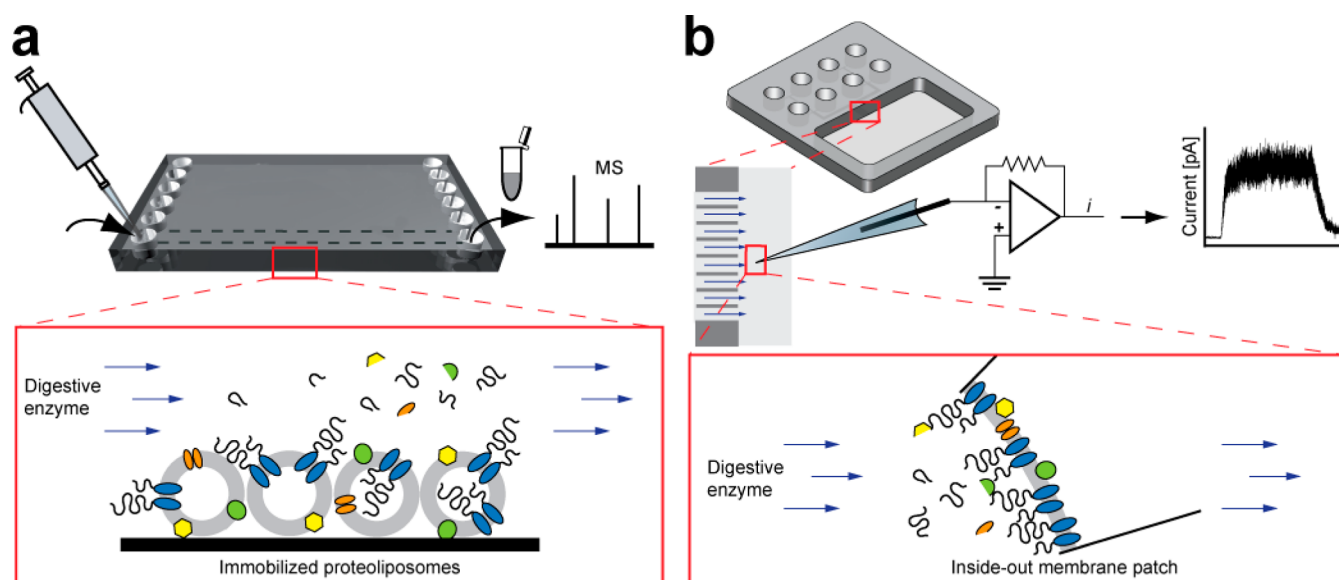 a
MS
Digestive
enzyme
Immobilized proteoliposomes
b
-
+
i
Current [pA]
Digestive
enzyme
Inside-out membrane patch